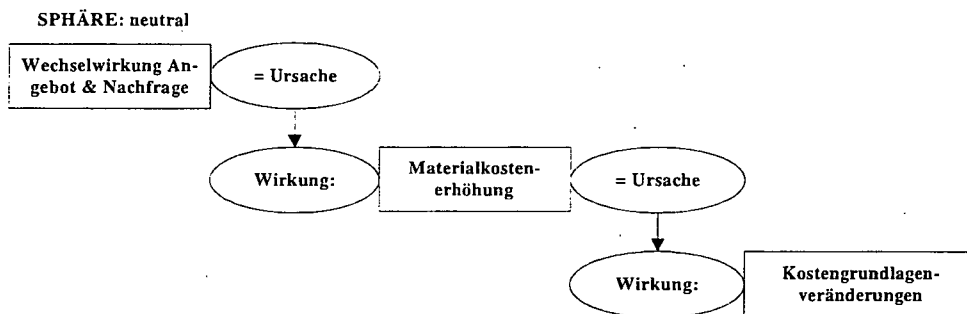 SPHÄRE: neutral
Wechselwirkung An-
gebot & Nachfrage
= Ursache
Wirkung:
Materialkosten-
erhöhung
= Ursache
Wirkung:
Kostengrundlagen-
veränderungen